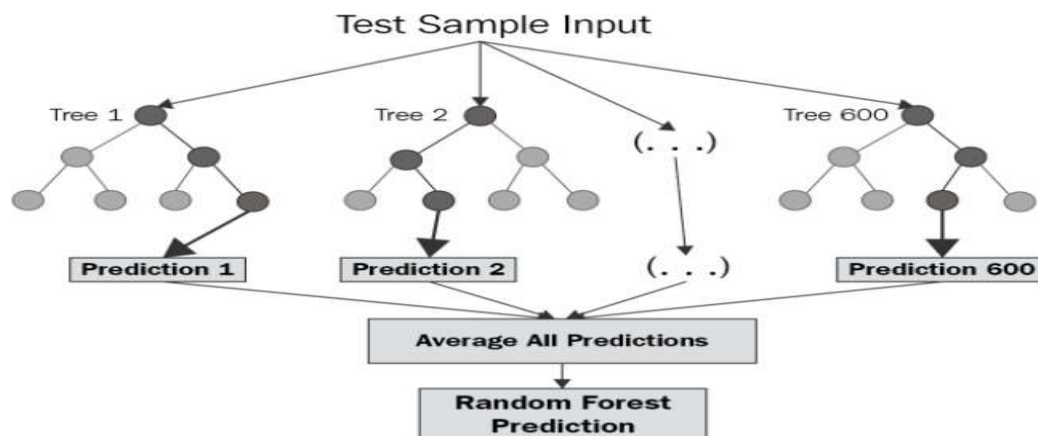 Test Sample Input
Tree 1
Tree 2
(. . .)
Tree 600
Prediction 1
Prediction 2
(. . .)
Prediction 600
Average All Predictions
Random Forest
Prediction